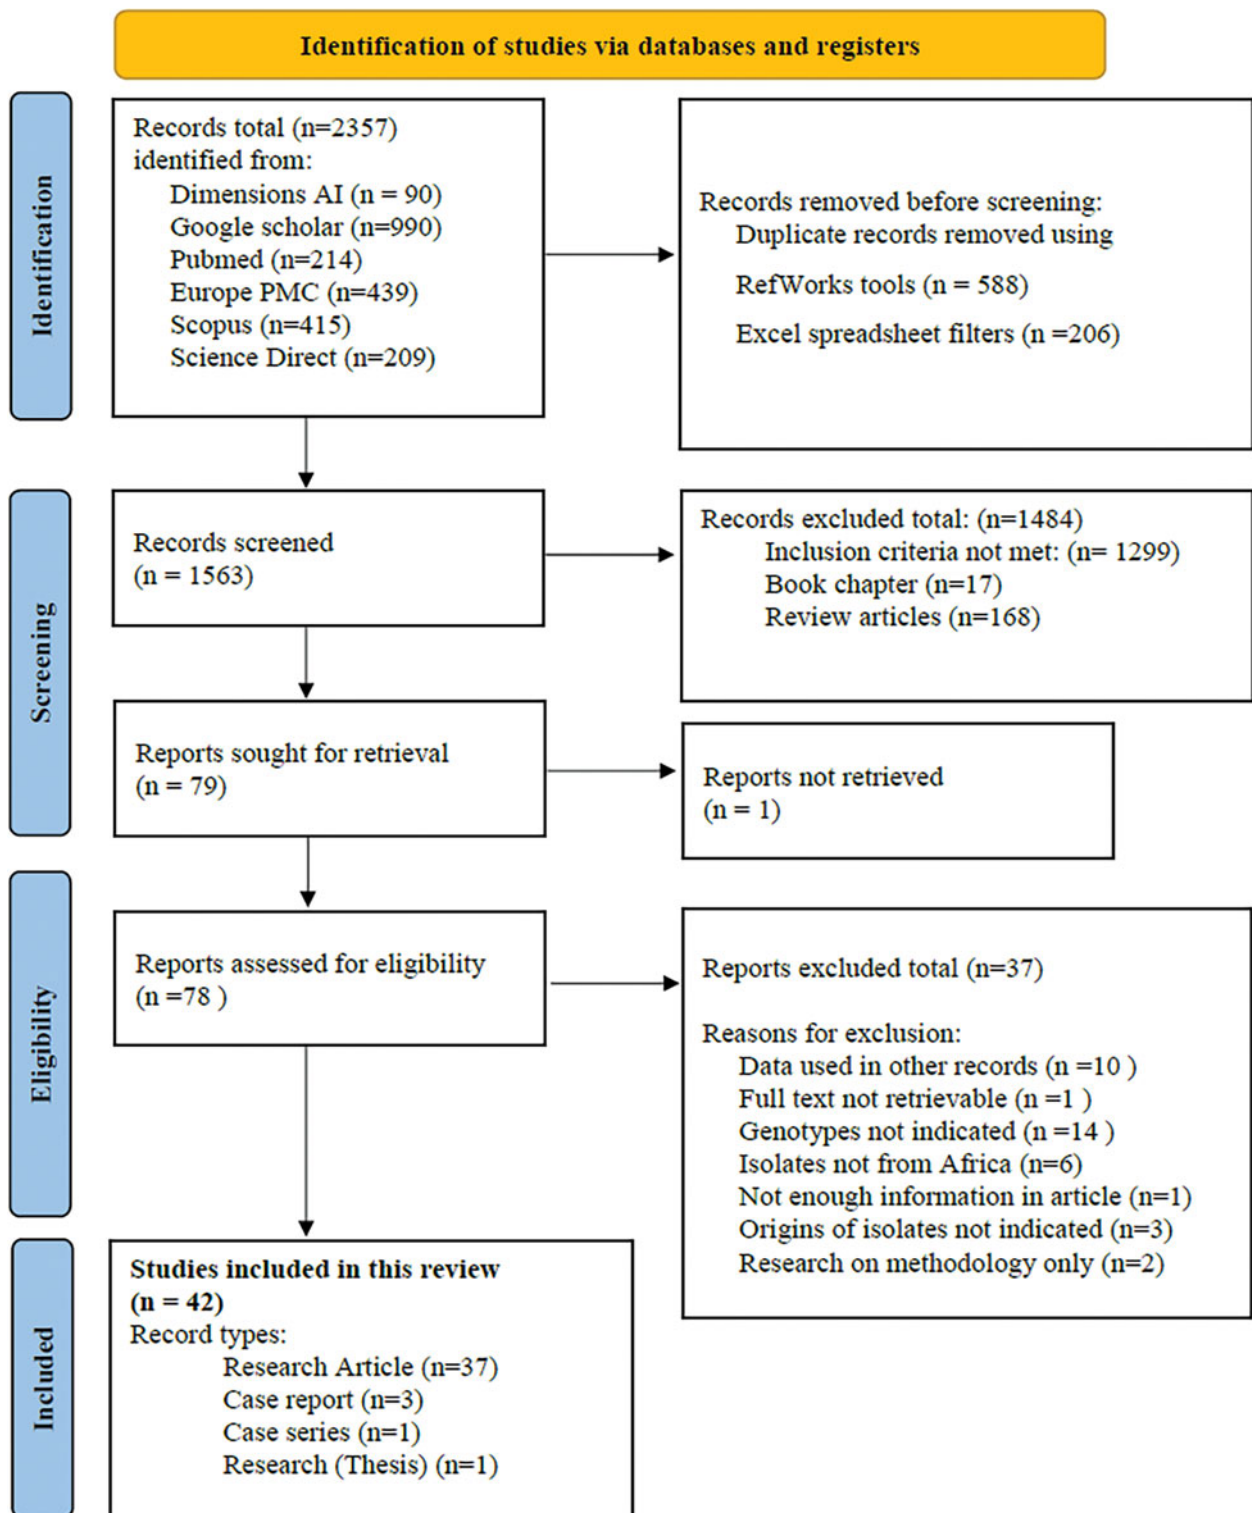 Identification of studies via databases and registers
Identification
Records total (n=2357)
identified from:
Dimensions AI (n = 90)
Google scholar (n=990)
Pubmed (n=214)
Europe PMC (n=439)
Scopus (n=415)
Science Direct (n=209)
Records removed before screening:
Duplicate records removed using
RefWorks tools (n = 588)
Excel spreadsheet filters (n =206)
Screening
Records screened
(n = 1563)
Records excluded total: (n=1484)
Inclusion criteria not met: (n= 1299)
Book chapter (n=17)
Review articles (n=168)
Reports sought for retrieval
(n = 79)
Reports not retrieved
(n = 1)
Eligibility
Reports assessed for eligibility
(n =78 )
Reports excluded total (n=37)
Reasons for exclusion:
Data used in other records (n =10 )
Full text not retrievable (n =1 )
Genotypes not indicated (n =14 )
Isolates not from Africa (n=6)
Not enough information in article (n=1)
Origins of isolates not indicated (n=3)
Research on methodology only (n=2)
Included
Studies included in this review
(n = 42)
Record types:
Research Article (n=37)
Case report (n=3)
Case series (n=1)
Research (Thesis) (n=1)